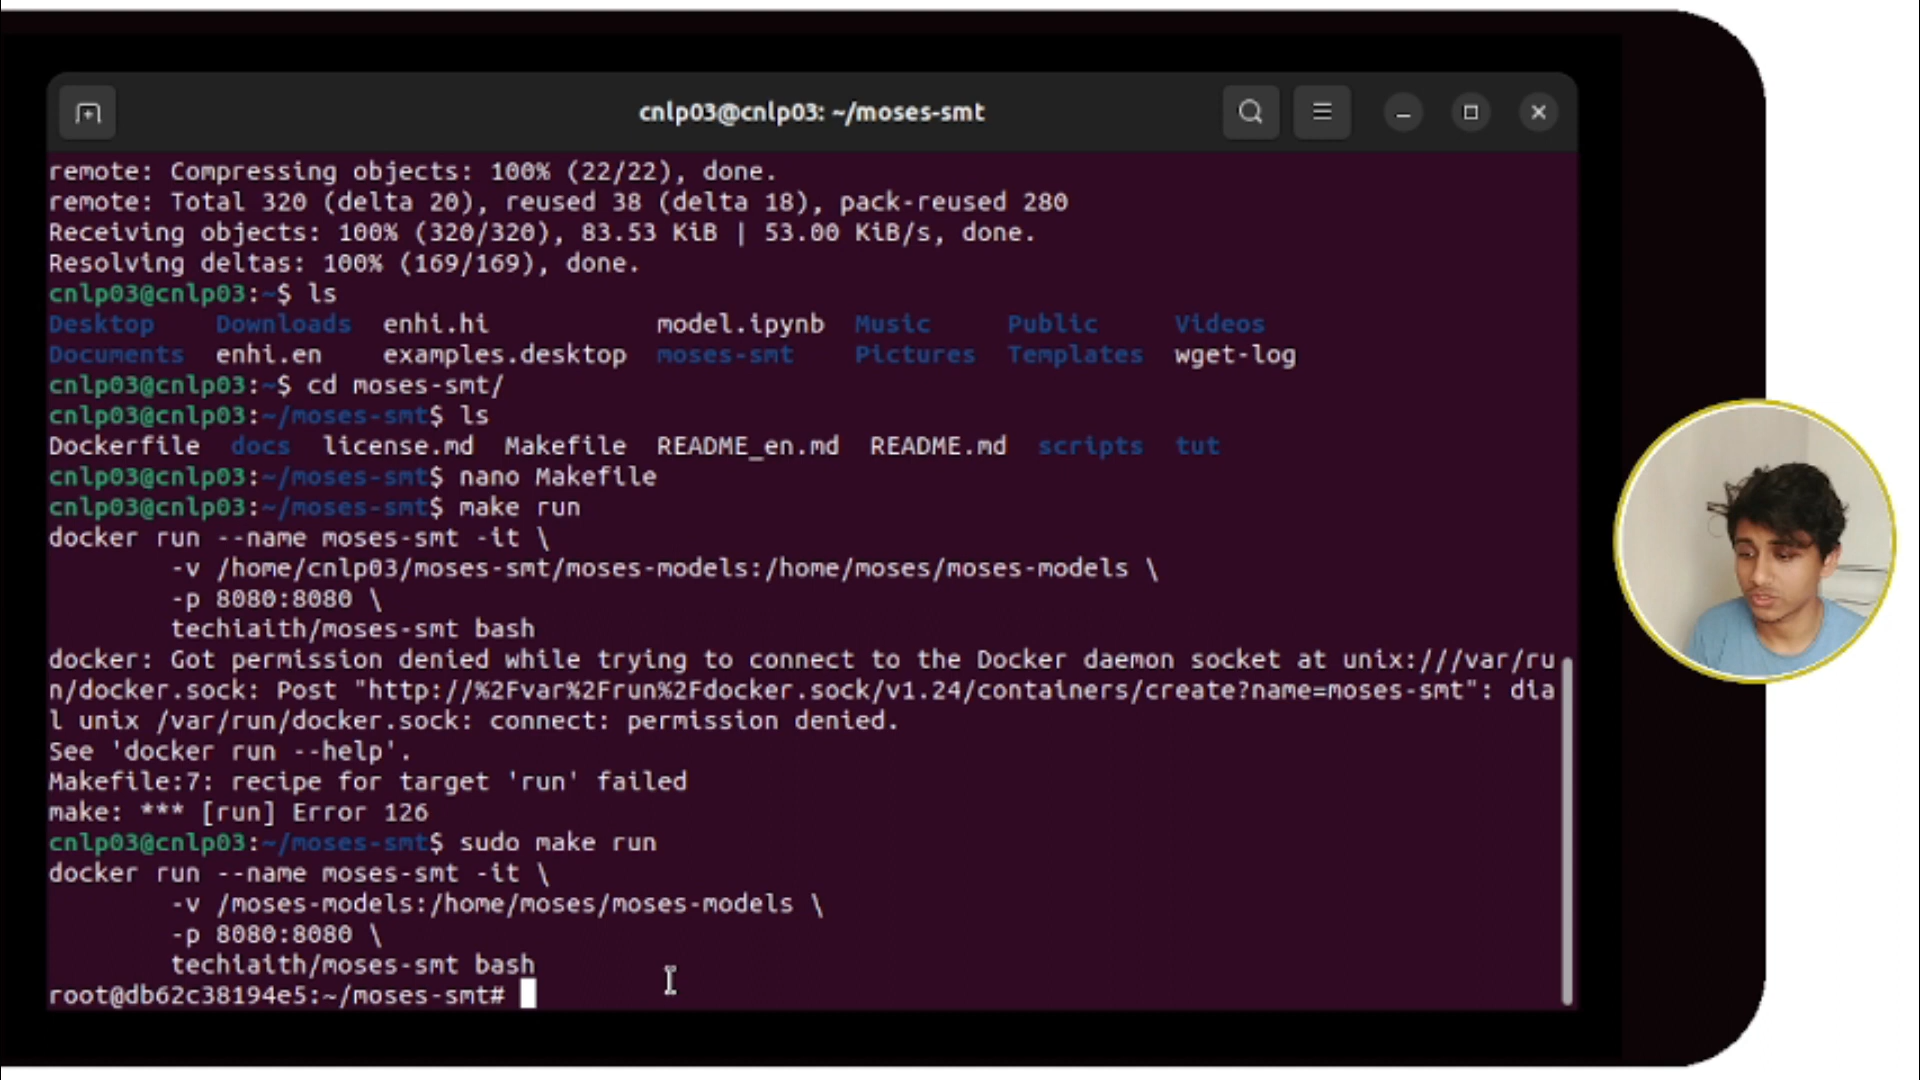 cnlp03@cnlp03: ~/moses-smt
remote: Compressing objects: 100% (22/22), done.
remote: Total 320 (delta 20), reused 38 (delta 18), pack-reused 280
Receiving objects: 100% (320/320), 83.53 KiB | 53.00 KiB/s, done.
Resolving deltas: 100% (169/169), done.
cnlp03@cnlp03:~$ ls
Desktop    Downloads  enhi.hi           model.ipynb  Music     Public     Videos
Documents  enhi.en    examples.desktop  moses-smt    Pictures  Templates  wget-log
cnlp03@cnlp03:~$ cd moses-smt/
cnlp03@cnlp03:~/moses-smt$ ls
Dockerfile  docs  license.md  Makefile  README_en.md  README.md  scripts  tut
cnlp03@cnlp03:~/moses-smt$ nano Makefile
cnlp03@cnlp03:~/moses-smt$ make run
docker run --name moses-smt -it \
        -v /home/cnlp03/moses-smt/moses-models:/home/moses/moses-models \
        -p 8080:8080 \
        techiaith/moses-smt bash
docker: Got permission denied while trying to connect to the Docker daemon socket at unix:///var/ru
n/docker.sock: Post "http://%2Fvar%2Frun%2Fdocker.sock/v1.24/containers/create?name=moses-smt": dia
l unix /var/run/docker.sock: connect: permission denied.
See 'docker run --help'.
Makefile:7: recipe for target 'run' failed
make: *** [run] Error 126
cnlp03@cnlp03:~/moses-smt$ sudo make run
docker run --name moses-smt -it \
        -v /moses-models:/home/moses/moses-models \
        -p 8080:8080 \
        techiaith/moses-smt bash
root@db62c38194e5:~/moses-smt#